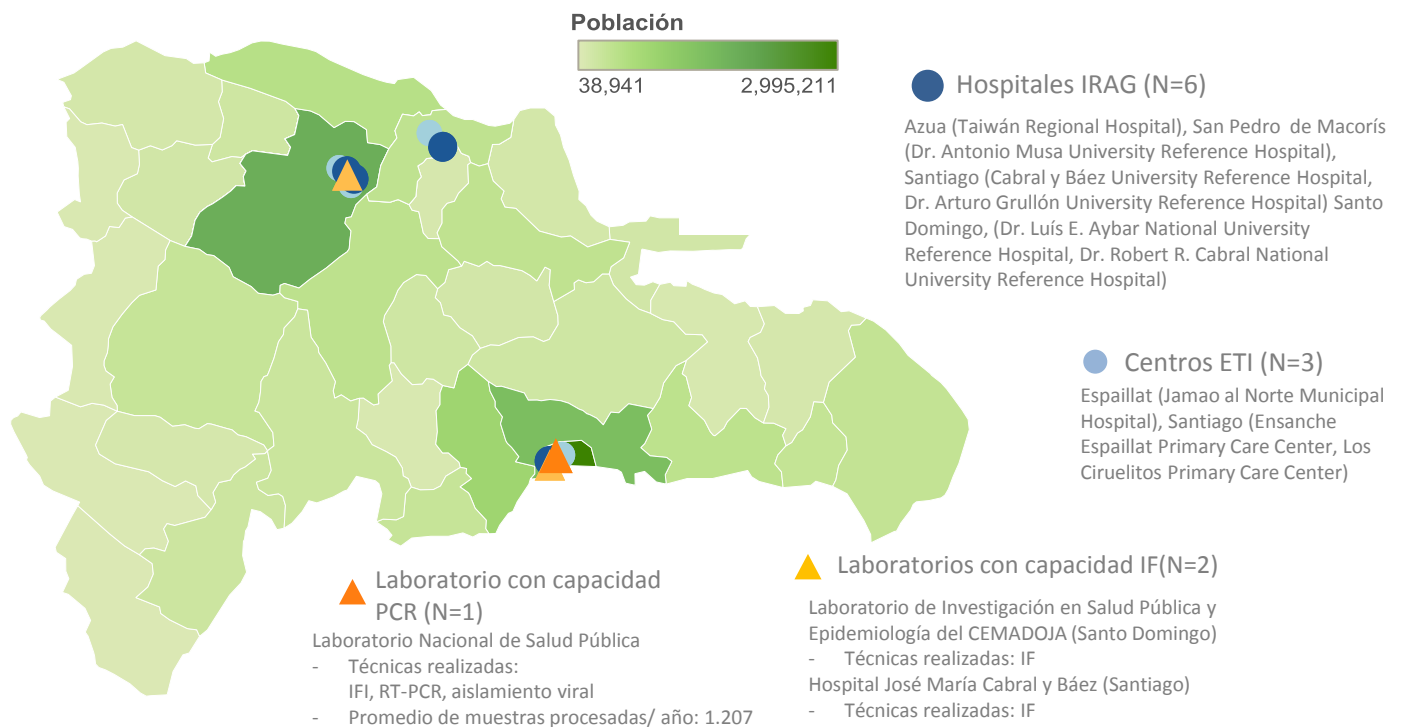 Población
38,941 2,995,211
Hospitales IRAG (N=6)
Azua (Taiwán Regional Hospital), San Pedro de Macorís
(Dr. Antonio Musa University Reference Hospital),
Santiago (Cabral y Báez University Reference Hospital,
Dr. Arturo Grullón University Reference Hospital) Santo
Domingo, (Dr. Luís E. Aybar National University
Reference Hospital, Dr. Robert R. Cabral National
University Reference Hospital)
Centros ETI (N=3)
Espaillat (Jamao al Norte Municipal
Hospital), Santiago (Ensanche
Espaillat Primary Care Center, Los
Ciruelitos Primary Care Center)
Laboratorio con capacidad
PCR (N=1)
Laboratorio Nacional de Salud Pública
- Técnicas realizadas:
IFI, RT-PCR, aislamiento viral
- Promedio de muestras procesadas/ año: 1.207
Laboratorios con capacidad IF(N=2)
Laboratorio de Investigación en Salud Pública y
Epidemiología del CEMADOJA (Santo Domingo)
- Técnicas realizadas: IF
Hospital José María Cabral y Báez (Santiago)
- Técnicas realizadas: IF